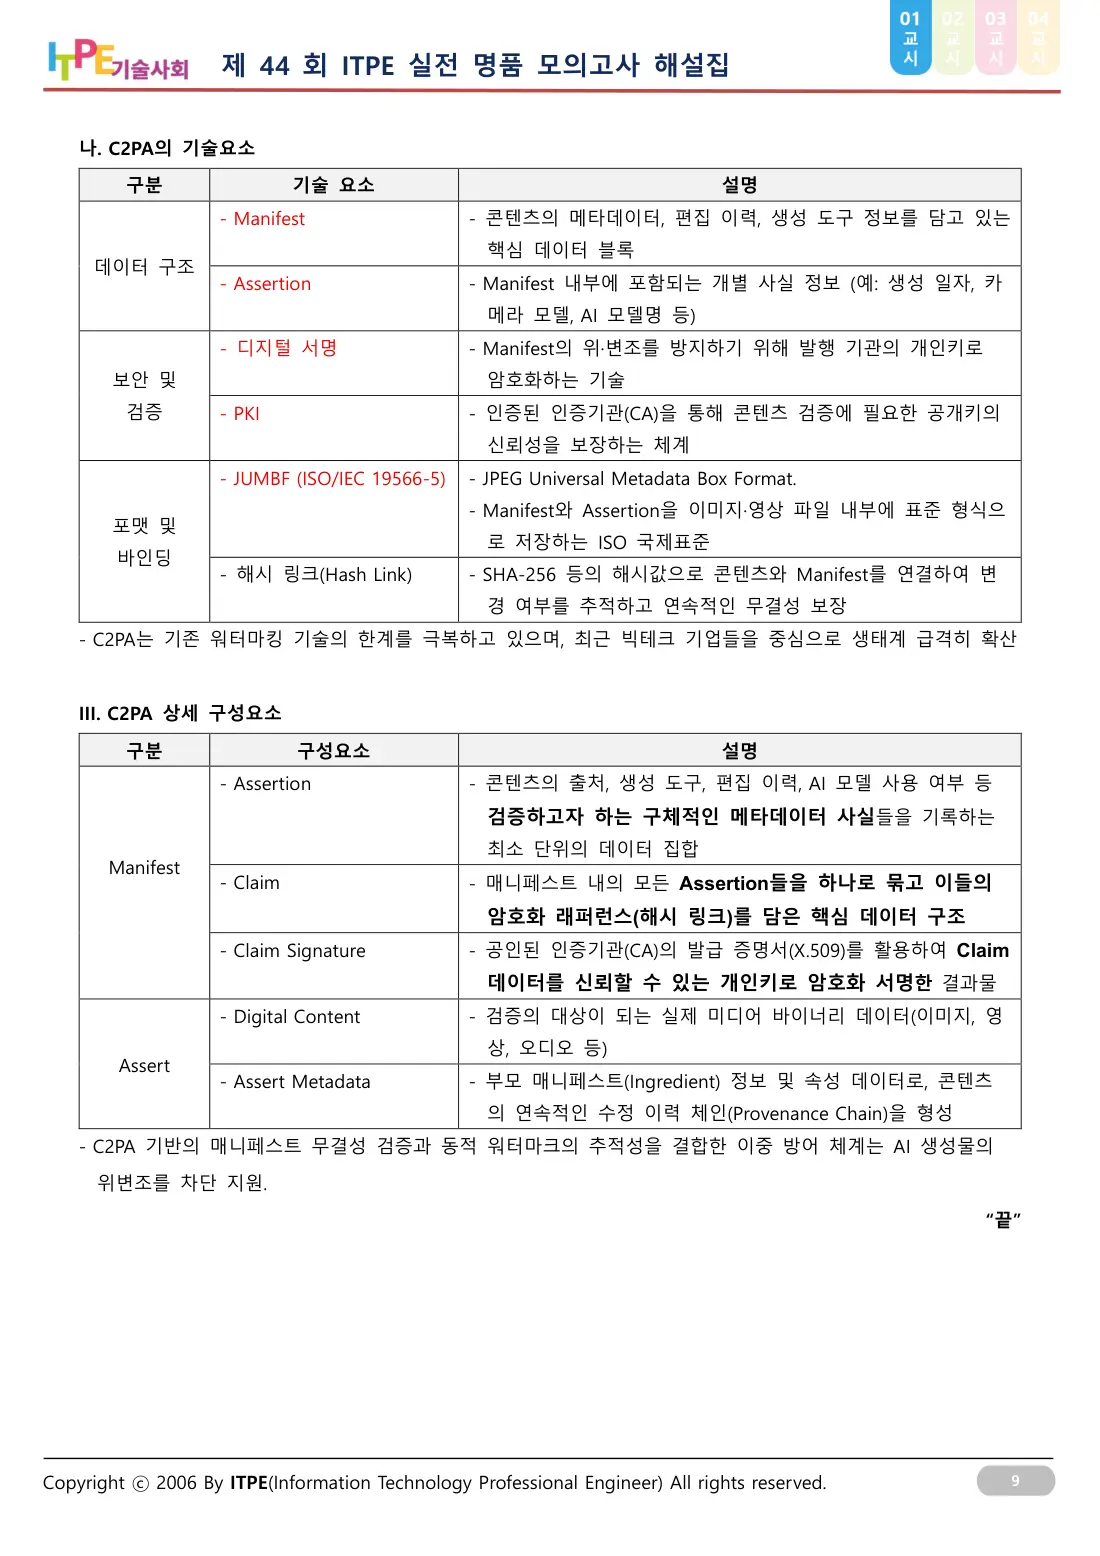 ITPE기술사회 제 44 회 ITPE 실전 명품 모의고사 해설집
01 교시
02 교시
03 교시
04 교시
나. C2PA의 기술요소
구분 기술 요소 설명
데이터 구조
- Manifest
- 콘텐츠의 메타데이터, 편집 이력, 생성 도구 정보를 담고 있는
핵심 데이터 블록
- Assertion
- Manifest 내부에 포함되는 개별 사실 정보 (예: 생성 일자, 카
메라 모델, AI 모델명 등)
보안 및
검증
- 디지털 서명
- Manifest의 위·변조를 방지하기 위해 발행 기관의 개인키로
암호화하는 기술
- PKI
- 인증된 인증기관(CA)을 통해 콘텐츠 검증에 필요한 공개키의
신뢰성을 보장하는 체계
포맷 및
바인딩
- JUMBF (ISO/IEC 19566-5)
- JPEG Universal Metadata Box Format.
- Manifest와 Assertion을 이미지·영상 파일 내부에 표준 형식으
로 저장하는 ISO 국제표준
- 해시 링크(Hash Link)
- SHA-256 등의 해시값으로 콘텐츠와 Manifest를 연결하여 변
경 여부를 추적하고 연속적인 무결성 보장
- C2PA는 기존 워터마킹 기술의 한계를 극복하고 있으며, 최근 빅테크 기업들을 중심으로 생태계 급격히 확산
III. C2PA 상세 구성요소
구분 구성요소 설명
Manifest
- Assertion
- 콘텐츠의 출처, 생성 도구, 편집 이력, AI 모델 사용 여부 등
검증하고자 하는 구체적인 메타데이터 사실들을 기록하는
최소 단위의 데이터 집합
- Claim
- 매니페스트 내의 모든 Assertion들을 하나로 묶고 이들의
암호화 래퍼런스(해시 링크)를 담은 핵심 데이터 구조
- Claim Signature
- 공인된 인증기관(CA)의 발급 증명서(X.509)를 활용하여 Claim
데이터를 신뢰할 수 있는 개인키로 암호화 서명한 결과물
Assert
- Digital Content
- 검증의 대상이 되는 실제 미디어 바이너리 데이터(이미지, 영
상, 오디오 등)
- Assert Metadata
- 부모 매니페스트(Ingredient) 정보 및 속성 데이터로, 콘텐츠
의 연속적인 수정 이력 체인(Provenance Chain)을 형성
- C2PA 기반의 매니페스트 무결성 검증과 동적 워터마크의 추적성을 결합한 이중 방어 체계는 AI 생성물의
위변조를 차단 지원.
“끝”
Copyright ⓒ 2006 By ITPE(Information Technology Professional Engineer) All rights reserved.
9